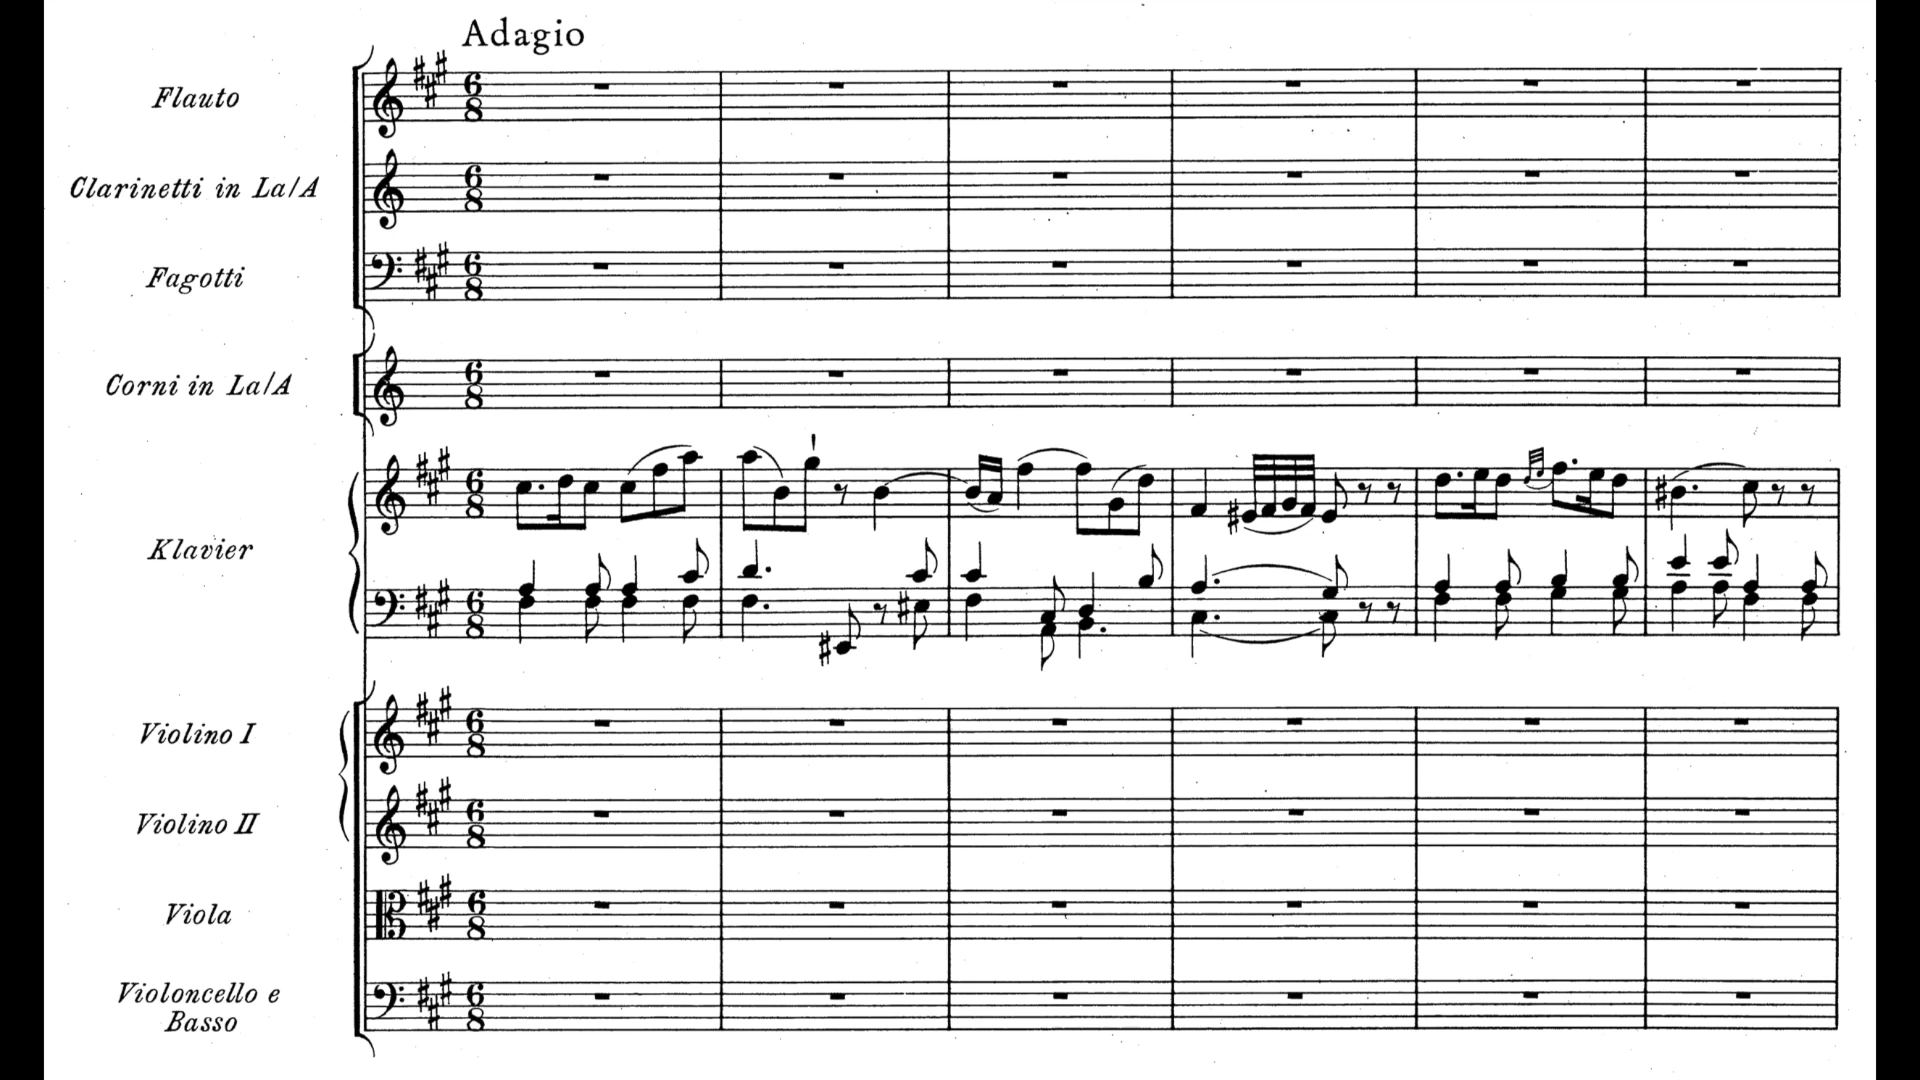 Adagio
Flauto
Clarinetti in La/A
Fagotti
Corni in La/A
Klavier
Violino I
Violino II
Viola
Violoncello e
Basso